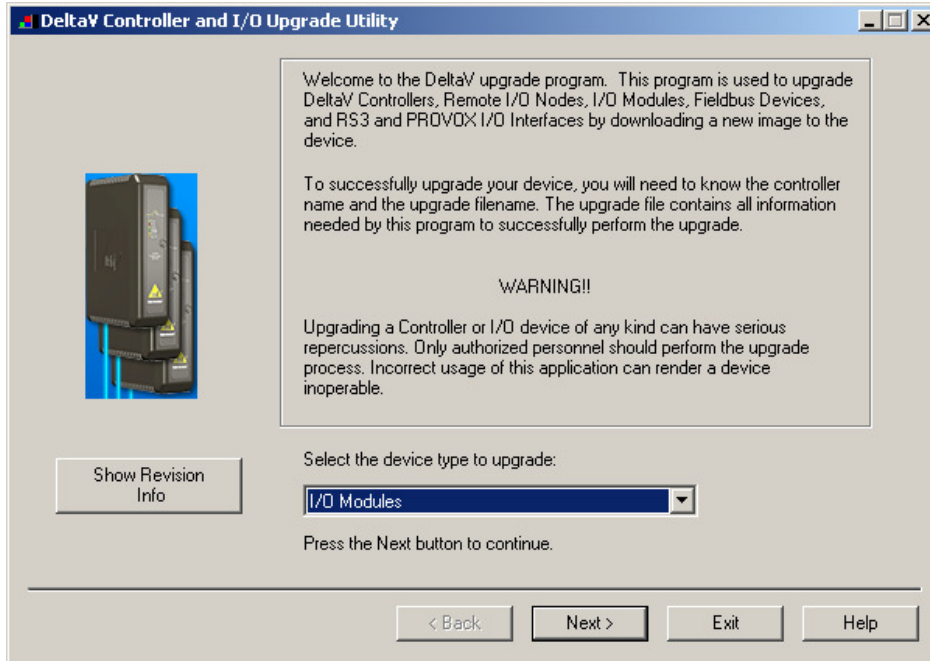 DeltaV Controller and I/O Upgrade Utility
Welcome to the DeltaV upgrade program. This program is used to upgrade
DeltaV Controllers, Remote I/O Nodes, I/O Modules, Fieldbus Devices,
and RS3 and PROVOX I/O Interfaces by downloading a new image to the
device.
To successfully upgrade your device, you will need to know the controller
name and the upgrade filename. The upgrade file contains all information
needed by this program to successfully perform the upgrade.
WARNING!!
Upgrading a Controller or I/O device of any kind can have serious
repercussions. Only authorized personnel should perform the upgrade
process. Incorrect usage of this application can render a device
inoperable.
Show Revision
Info
Select the device type to upgrade:
I/O Modules
Press the Next button to continue.
< Back
Next >
Exit
Help